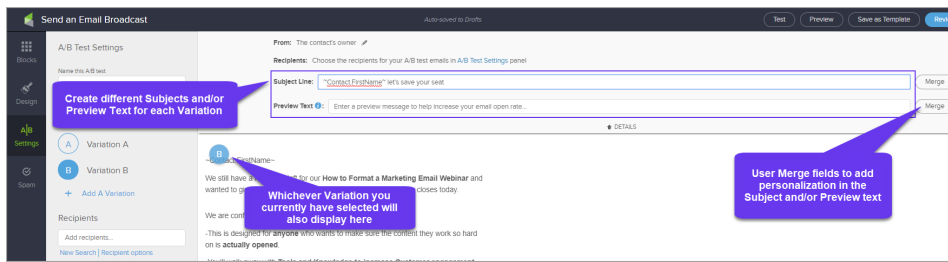 Send an Email Broadcast
Auto-saved to Drafts
Test
Preview
Save as Template
Blocks
Design
A|B
Settings
Spam
A/B Test Settings
Name this A/B test
Create different Subjects and/or
Preview Text for each Variation
A Variation A
B Variation B
+ Add A Variation
Recipients
Add recipients...
New Search | Recipient options
From: The contact's owner
Recipients: Choose the recipients for your A/B test emails in A/B Test Settings panel
Subject Line: "Contact.FirstName" let's save your seat
Merge
Preview Text : Enter a preview message to help increase your email open rate...
Merge
DETAILS
B
We still have a for our How to Format a Marketing Email Webinar and
wanted to closes today.
Whichever Variation you
currently have selected will
also display here
We are
-This is designed for anyone who wants to make sure the content they work so hard
on is actually opened.
User Merge fields to add
personalization in the
Subject and/or Preview text